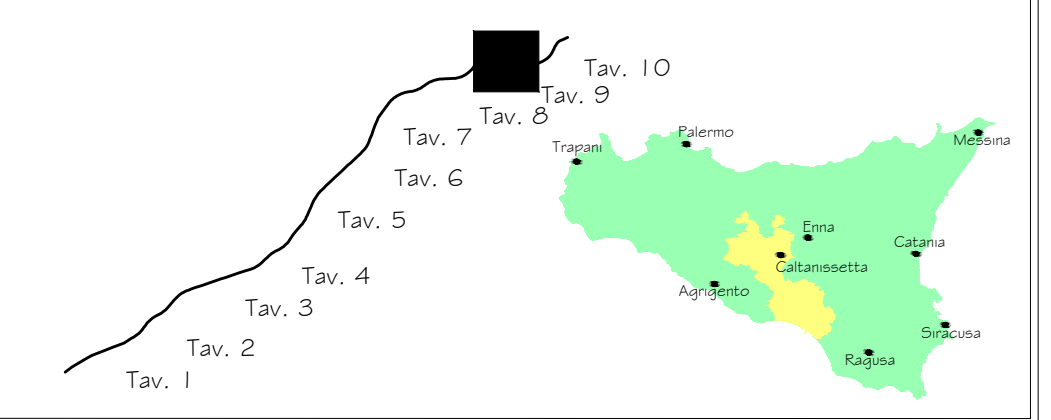 Tav. 10
Tav. 9
Tav. 8
Tav. 7
Tav. 6
Tav. 5
Tav. 4
Tav. 3
Tav. 2
Tav. 1
Palermo
Messina
Trapani
Enna
Catania
Caltanissetta
Agrigento
Siracusa
Ragusa